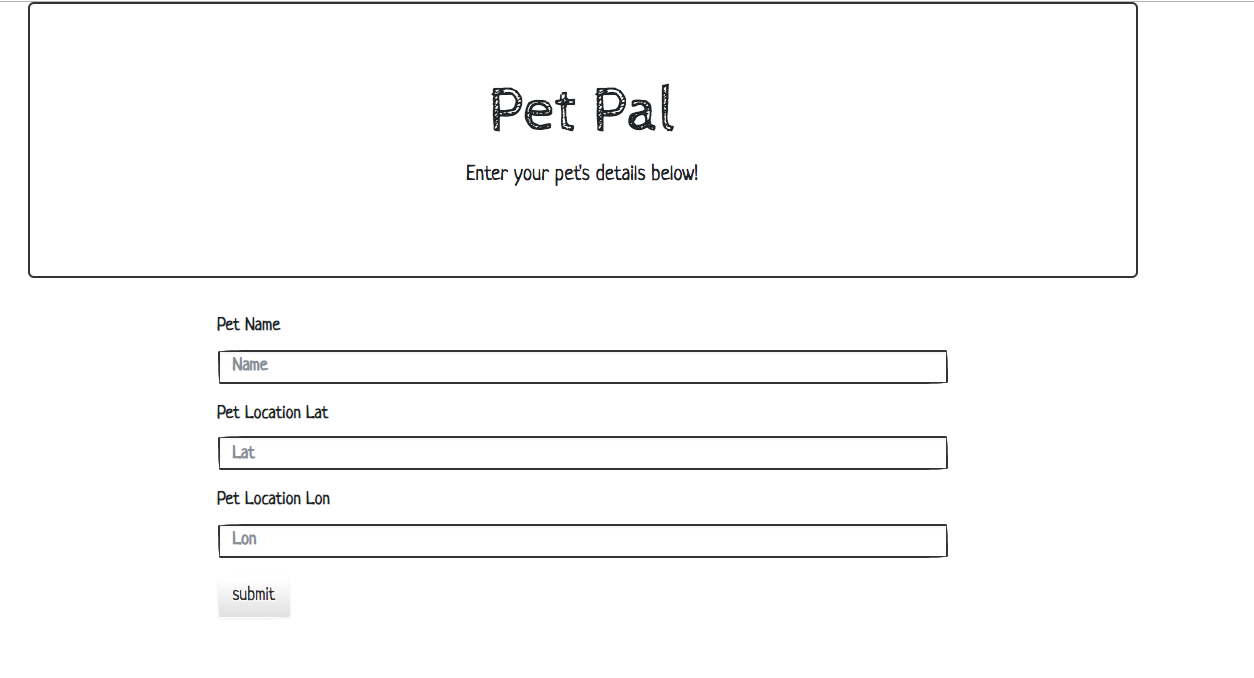 Pet Pal
Enter your pet's details below!
Pet Name
Name
Pet Location Lat
Lat
Pet Location Lon
Lon
submit